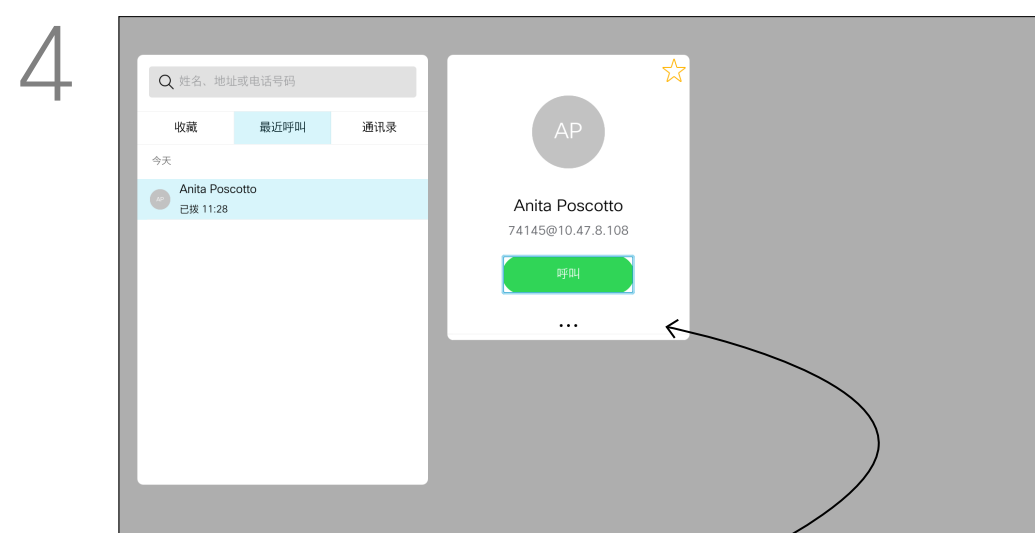 4
姓名、地址或电话号码
收藏 最近呼叫 通讯录
今天
AP
Anita Poscotto
已拨 11:28
AP
Anita Poscotto
74145@10.47.8.108
呼叫